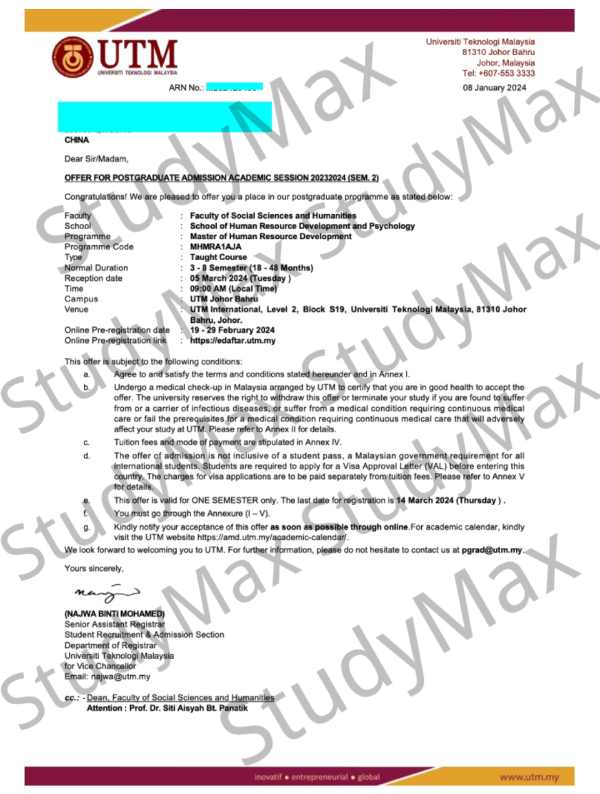 UTM
UNIVERSITI TEKNOLOGI MALAYSIA
Universiti Teknologi Malaysia
81310 Johor Bahru
Johor, Malaysia
Tel: +607-553 3333
ARN No.:
08 January 2024
CHINA
Dear Sir/Madam,
OFFER FOR POSTGRADUATE ADMISSION ACADEMIC SESSION 20232024 (SEM. 2)
Congratulations! We are pleased to offer you a place in our postgraduate programme as stated below:
Faculty : Faculty of Social Sciences and Humanities
School : School of Human Resource Development and Psychology
Programme : Master of Human Resource Development
Programme Code : MHMRA1AJA
Type : Taught Course
Normal Duration : 3 - 8 Semester (18 - 48 Months)
Reception date : 05 March 2024 (Tuesday )
Time : 09:00 AM (Local Time)
Campus : UTM Johor Bahru
Venue : UTM International, Level 2, Block S19, Universiti Teknologi Malaysia, 81310 Johor
Bahru, Johor.
Online Pre-registration date : 19 - 29 February 2024
Online Pre-registration link : https://edaftar.utm.my
This offer is subject to the following conditions:
a. Agree to and satisfy the terms and conditions stated hereunder and in Annex I.
b. Undergo a medical check-up in Malaysia arranged by UTM to certify that you are in good health to accept
the offer. The university reserves the right to withdraw this offer or terminate your study if you are found to suffer
from or a carrier of infectious diseases, or suffer from a medical condition requiring continuous medical
care or fail the prerequisites for a medical condition requiring continuous medical care that will adversely
affect your study at UTM. Please refer to Annex II for details.
c. Tuition fees and mode of payment are stipulated in Annex IV.
d. The offer of admission is not inclusive of a student pass, a Malaysian government requirement for all
international students. Students are required to apply for a Visa Approval Letter (VAL) before entering this
country. The charges for visa applications are to be paid separately from tuition fees. Please refer to Annex V
for details.
e. This offer is valid for ONE SEMESTER only. The last date for registration is 14 March 2024 (Thursday ) .
f. You must go through the Annexure (I – V).
g. Kindly notify your acceptance of this offer as soon as possible through online.For academic calendar, kindly
visit the UTM website https://amd.utm.my/academic-calendar/.
We look forward to welcoming you to UTM. For further information, please do not hesitate to contact us at pgrad@utm.my..
Yours sincerely,
(NAJWA BINTI MOHAMED)
Senior Assistant Registrar
Student Recruitment & Admission Section
Department of Registrar
Universiti Teknologi Malaysia
for Vice Chancellor
Email: najwa@utm.my
cc.: - Dean, Faculty of Social Sciences and Humanities
Attention : Prof. Dr. Siti Aisyah Bt. Panatik
inovatif ● entrepreneurial ● global
www.utm.my
StudyMax
StudyMax
StudyMax
StudyMax
StudyMax
StudyMax
StudyMax
StudyMax